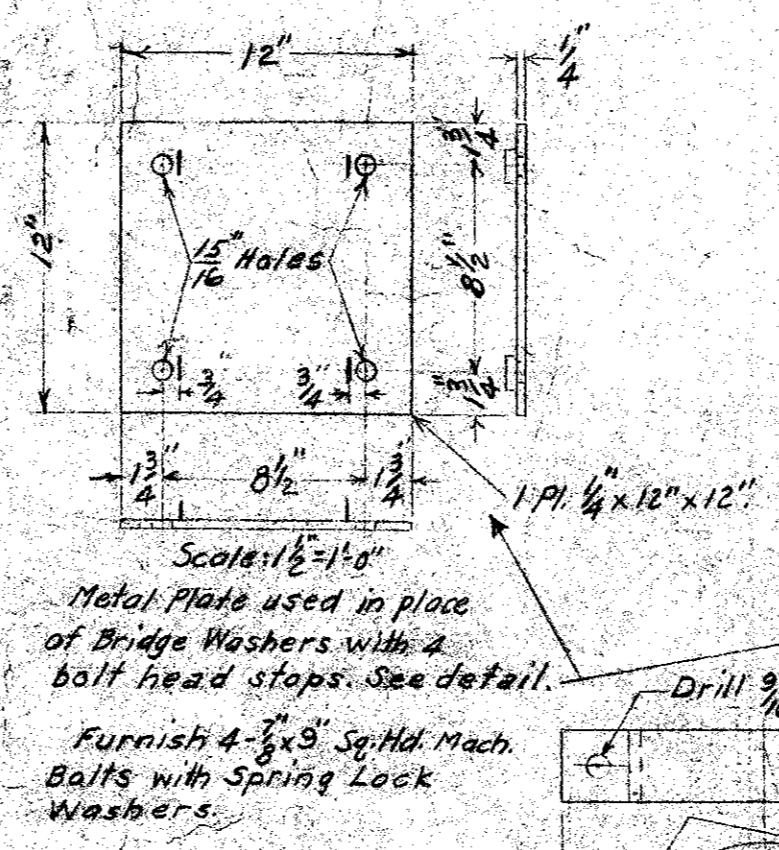 12"
1/4"
12"
1 3/4
8 1/2"
1 3/4"
15/16" Holes
3/4"
3/4"
1 3/4"
8 1/2"
1 3/4"
1 Pl. 1/4" x 12" x 12".
Scale: 1 1/2" = 1'-0"
Metal Plate used in place
of Bridge Washers with 4
bolt head stops. See detail.
Drill 9/16
Furnish 4-7/8" x 9" Sq. Hd. Mach.
Bolts with Spring Lock
Washers.